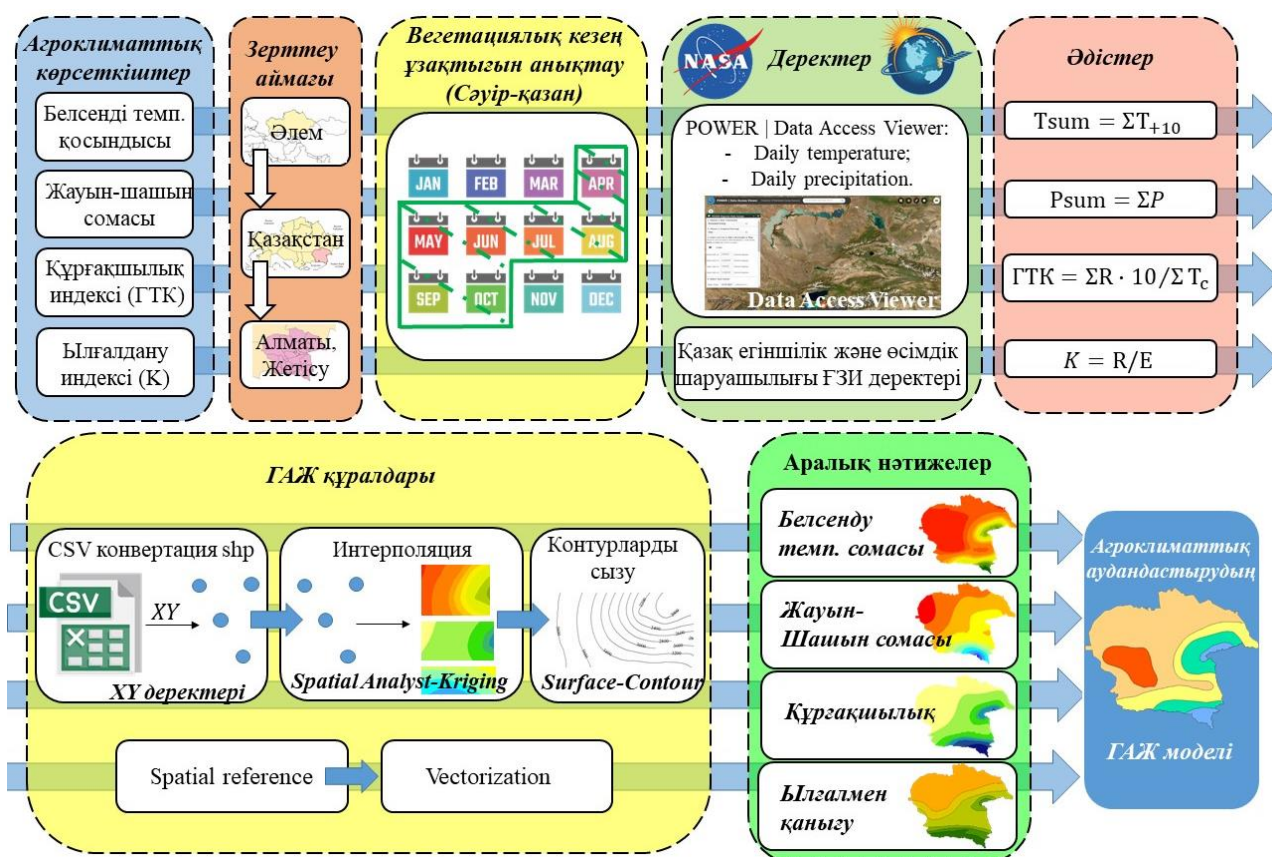 Агроклиматтық
көрсеткіштер
Белсенді темп.
қосындысы
Жауын-шашын
сомасы
Құрғақшылық
индексі (ГТК)
Ылғалдану
индексі (K)
Зерттеу
аймағы
Әлем
Қазақстан
Алматы,
Жетісу
Вегетациялық кезең
ұзақтығын анықтау
(Сәуір-қазан)
JAN FEB MAR APR
MAY JUN JUL AUG
SEP OCT NOV DEC
NASA
Деректер
POWER | Data Access Viewer:
- Daily temperature;
- Daily precipitation.
Data Access Viewer
Қазақ егіншілік және өсімдік
шаруашылығы ҒЗИ деректері
Әдістер
Tsum = ΣT₊₁₀
Psum = ΣP
ГТК = ΣR · 10/Σ T_c
K = R/E
ГАЖ құралдары
CSV конвертация shp
CSV
XY
XY деректері
Интерполяция
Spatial Analyst-Kriging
Контурларды
сызу
Surface-Contour
Spatial reference
Vectorization
Аралық нәтижелер
Белсенду
темп. сомасы
Жауын-
Шашын сомасы
Құрғақшылық
Ылғалмен
қанығу
Агроклиматтық
аудандастырудың
ГАЖ моделі